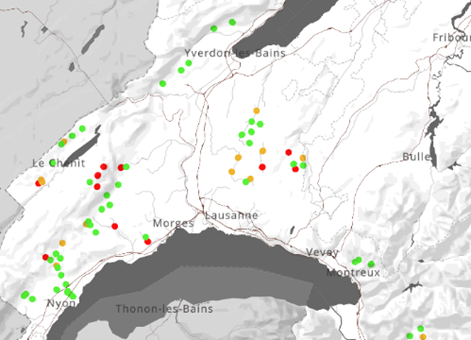 Fribou
Yverdon-les-Bains
Bulle
Le Chenit
Lausanne
Morges
Vevey
Montreux
Nyon
Thonon-les-Bains